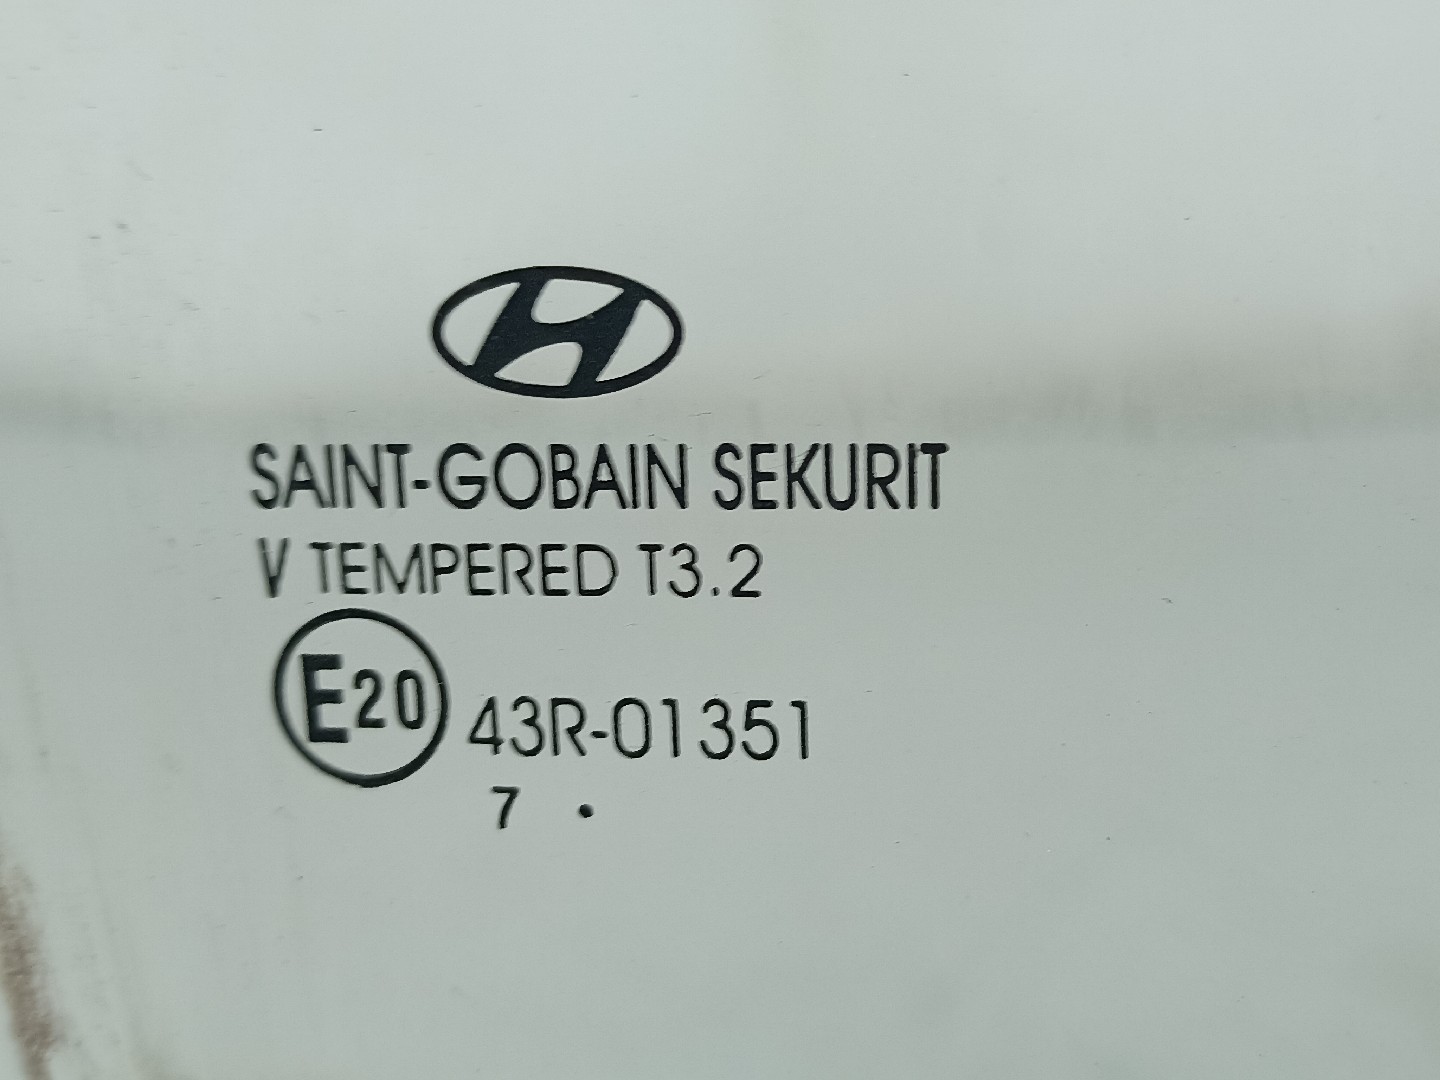 SAINT-GOBAIN SEKURIT
V TEMPERED T3.2
E20 43R-01351
7 .